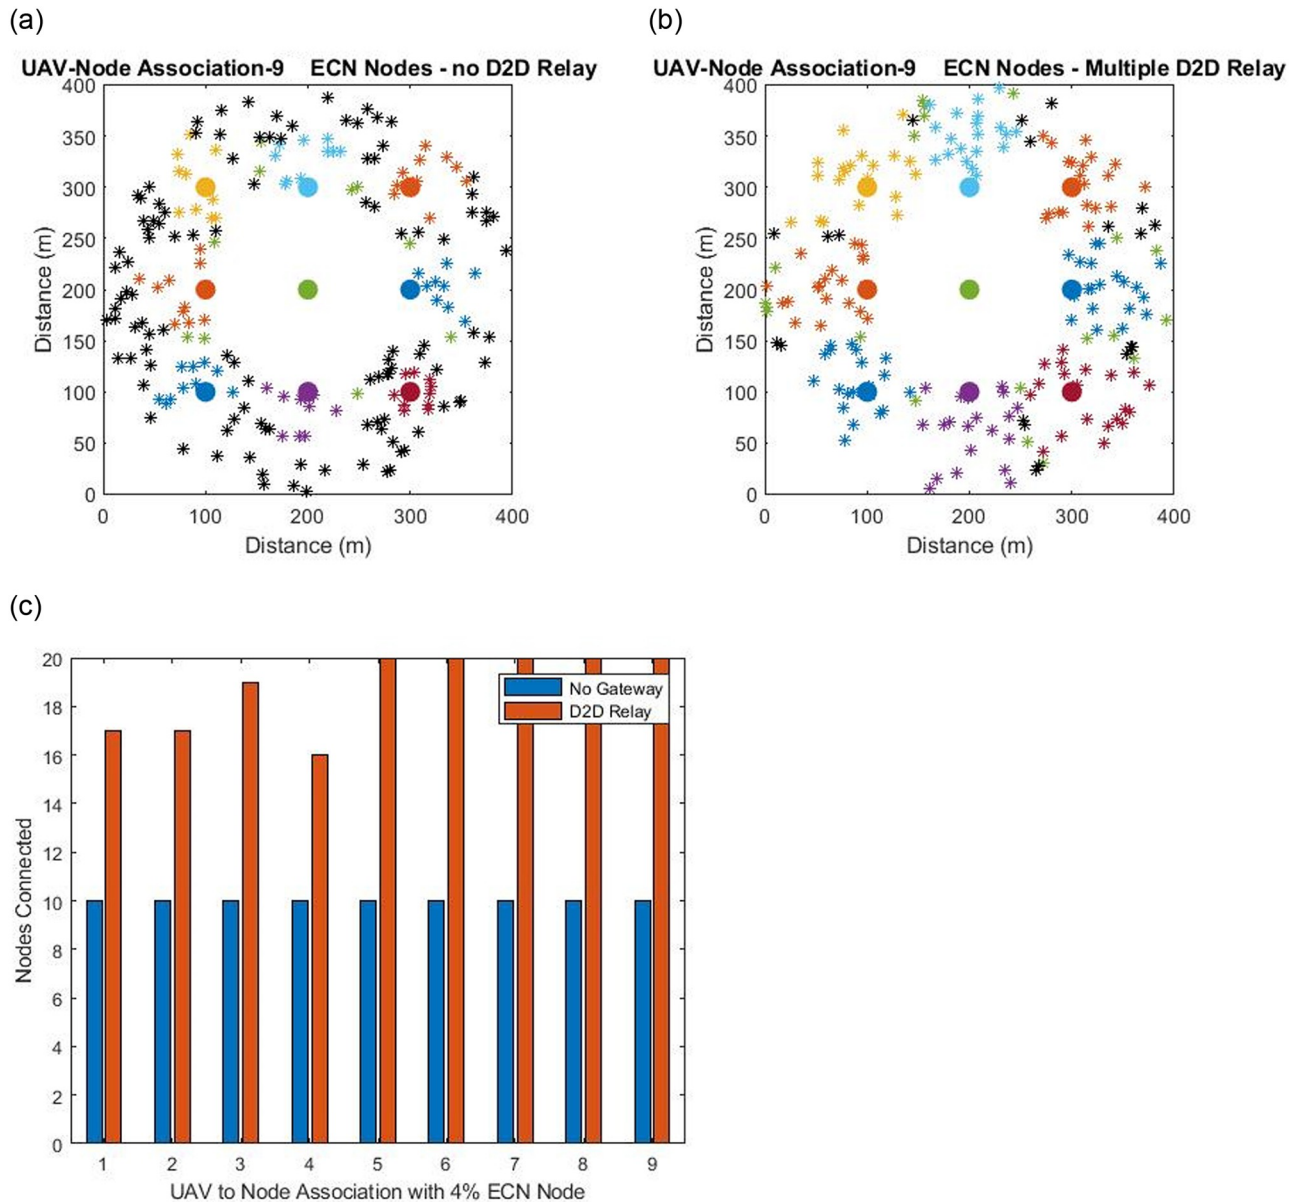 (a)
(b)
UAV-Node Association-9 ECN Nodes - no D2D Relay
UAV-Node Association-9 ECN Nodes - Multiple D2D Relay
400
350
300
250
200
150
100
50
0
Distance (m)
0 100 200 300 400
Distance (m)
400
350
300
250
200
150
100
50
0
Distance (m)
0 100 200 300 400
Distance (m)
(c)
20
18
16
14
12
10
8
6
4
2
0
Nodes Connected
No Gateway
D2D Relay
1 2 3 4 5 6 7 8 9
UAV to Node Association with 4% ECN Node